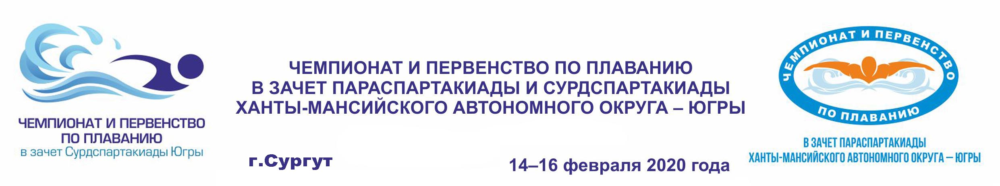 ЧЕМПИОНАТ И ПЕРВЕНСТВО
ПО ПЛАВАНИЮ
в зачет Сурдспартакиады Югры
ЧЕМПИОНАТ И ПЕРВЕНСТВО ПО ПЛАВАНИЮ
В ЗАЧЕТ ПАРАСПАРТАКИАДЫ И СУРДСПАРТАКИАДЫ
ХАНТЫ-МАНСИЙСКОГО АВТОНОМНОГО ОКРУГА – ЮГРЫ
г.Сургут
14–16 февраля 2020 года
ЧЕМПИОНАТ И ПЕРВЕНСТВО
ПО ПЛАВАНИЮ
В ЗАЧЕТ ПАРАСПАРТАКИАДЫ
ХАНТЫ-МАНСИЙСКОГО АВТОНОМНОГО ОКРУГА – ЮГРЫ